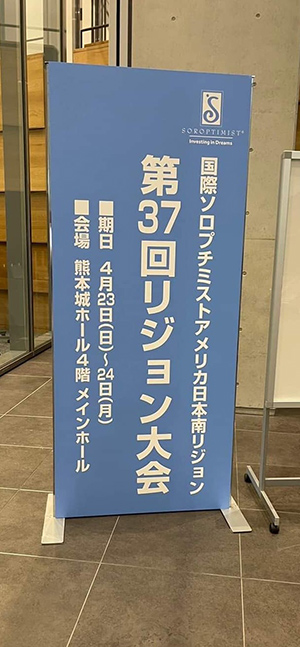 SOROPTIMIST®
Investing in Dreams
国際ソロプチミストアメリカ日本南リジョン
第37回リジョン大会
■期日 4月23日(日)～24日(月)
■会場 熊本城ホール4階 メインホール